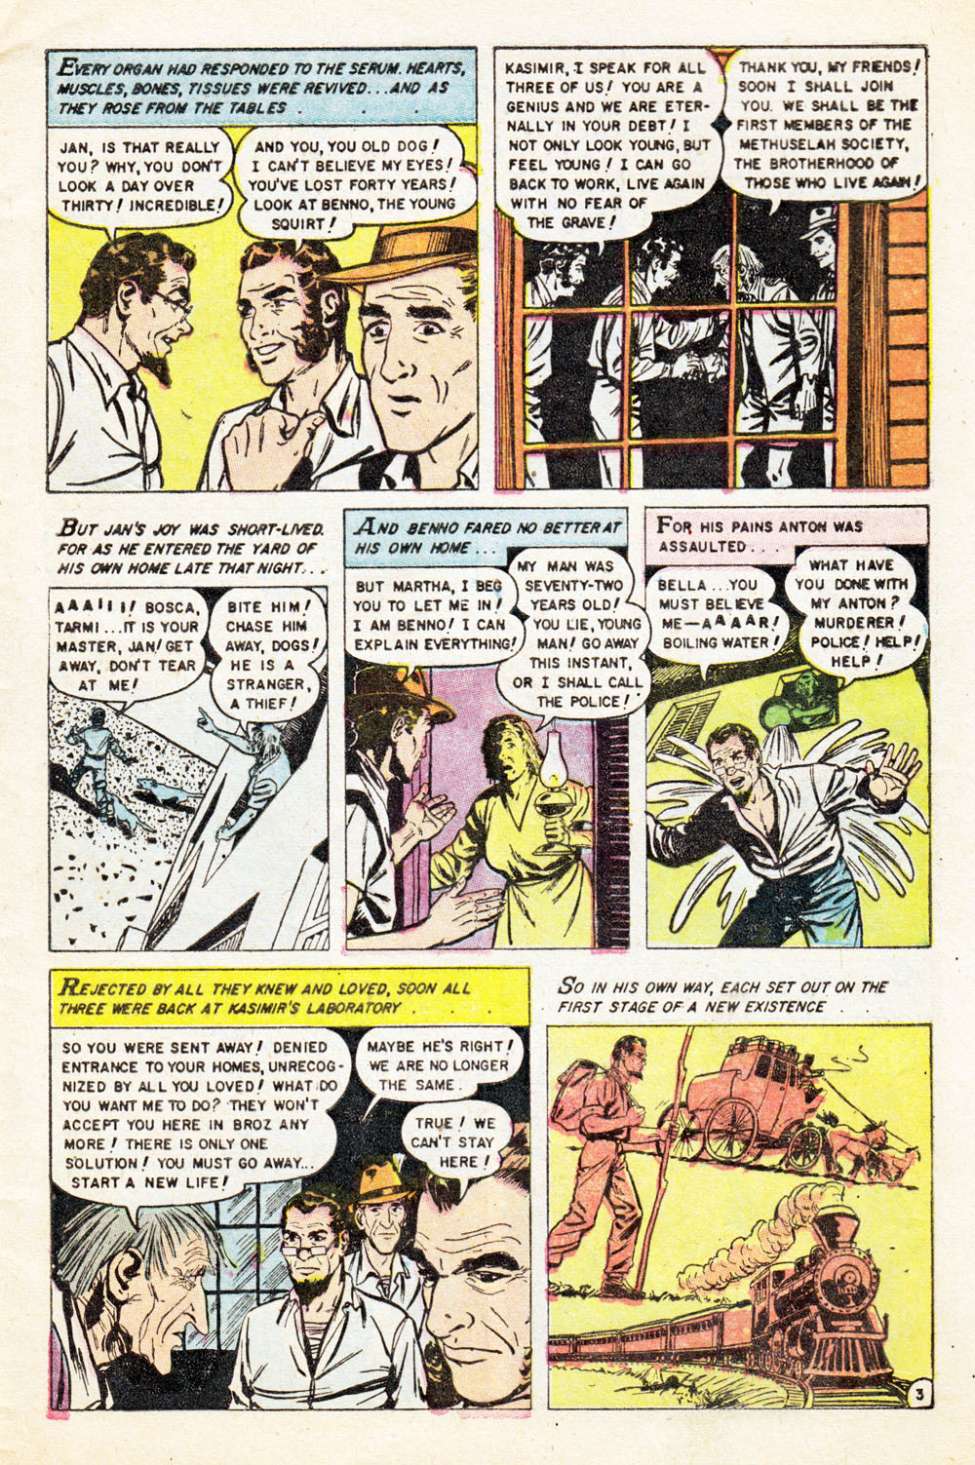 EVERY ORGAN HAD RESPONDED TO THE SERUM. HEARTS,
MUSCLES, BONES, TISSUES WERE REVIVED...AND AS
THEY ROSE FROM THE TABLES . . .
JAN, IS THAT REALLY
YOU? WHY, YOU DON'T
LOOK A DAY OVER
THIRTY! INCREDIBLE!
AND YOU, YOU OLD DOG!
I CAN'T BELIEVE MY EYES!
YOU'VE LOST FORTY YEARS!
LOOK AT BENNO, THE YOUNG
SQUIRT!
KASIMIR, I SPEAK FOR ALL
THREE OF US! YOU ARE A
GENIUS AND WE ARE ETER-
NALLY IN YOUR DEBT! I
NOT ONLY LOOK YOUNG, BUT
FEEL YOUNG! I CAN GO
BACK TO WORK, LIVE AGAIN
WITH NO FEAR OF
THE GRAVE!
THANK YOU, MY FRIENDS!
SOON I SHALL JOIN
YOU. WE SHALL BE THE
FIRST MEMBERS OF THE
METHUSELAH SOCIETY,
THE BROTHERHOOD OF
THOSE WHO LIVE AGAIN!
BUT JAN'S JOY WAS SHORT-LIVED.
FOR AS HE ENTERED THE YARD OF
HIS OWN HOME LATE THAT NIGHT...
AAAIIII! BOSCA,
TARMI...IT IS YOUR
MASTER, JAN! GET
AWAY, DON'T TEAR
AT ME!
BITE HIM!
CHASE HIM
AWAY, DOGS!
HE IS A
STRANGER,
A THIEF!
AND BENNO FARED NO BETTER AT
HIS OWN HOME...
BUT MARTHA, I BEG
YOU TO LET ME IN!
I AM BENNO! I CAN
EXPLAIN EVERYTHING!
MY MAN WAS
SEVENTY-TWO
YEARS OLD!
YOU LIE, YOUNG
MAN! GO AWAY
THIS INSTANT,
OR I SHALL CALL
THE POLICE!
FOR HIS PAINS ANTON WAS
ASSAULTED . . .
BELLA...YOU
MUST BELIEVE
ME—AAAAR!
BOILING WATER!
WHAT HAVE
YOU DONE WITH
MY ANTON?
MURDERER!
POLICE! HELP!
HELP!
REJECTED BY ALL THEY KNEW AND LOVED, SOON ALL
THREE WERE BACK AT KASIMIR'S LABORATORY . . .
SO YOU WERE SENT AWAY! DENIED
ENTRANCE TO YOUR HOMES, UNRECOG-
NIZED BY ALL YOU LOVED! WHAT DO
YOU WANT ME TO DO? THEY WON'T
ACCEPT YOU HERE IN BROZ ANY
MORE! THERE IS ONLY ONE
SOLUTION! YOU MUST GO AWAY...
START A NEW LIFE!
MAYBE HE'S RIGHT!
WE ARE NO LONGER
THE SAME.
TRUE! WE
CAN'T STAY
HERE!
SO IN HIS OWN WAY, EACH SET OUT ON THE
FIRST STAGE OF A NEW EXISTENCE . . .
3